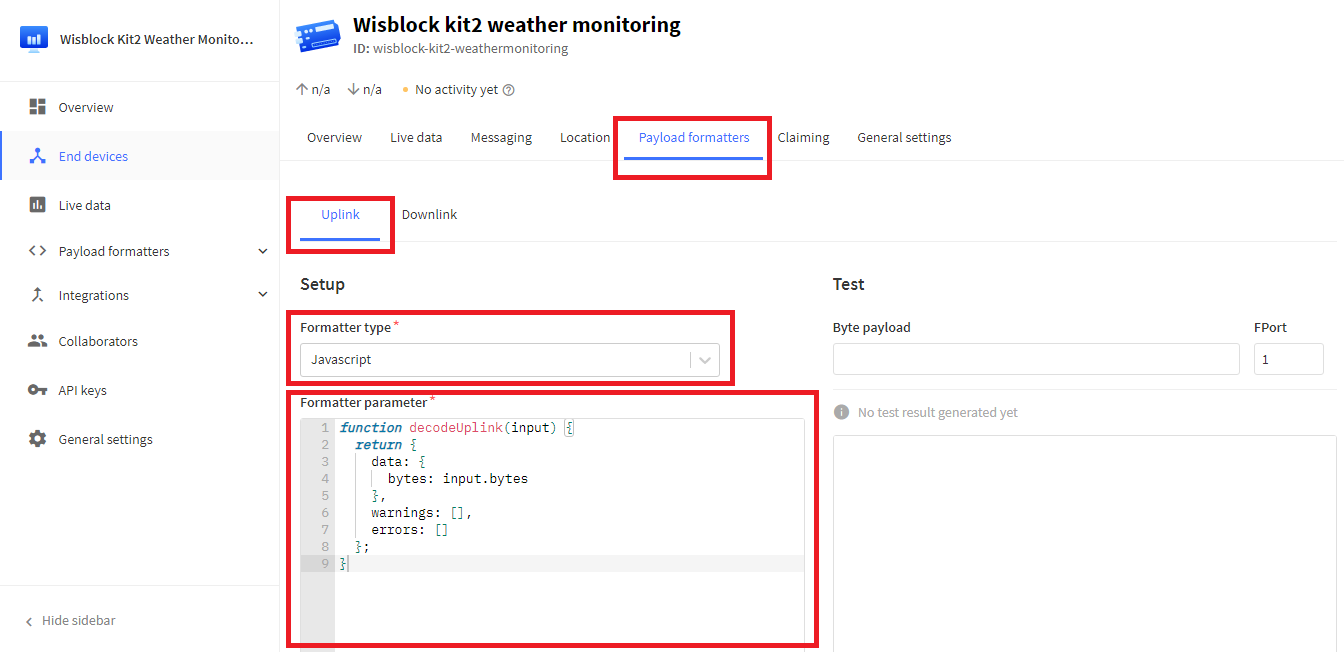 Wisblock Kit2 Weather Monito...
Overview
End devices
Live data
Payload formatters
Integrations
Collaborators
API keys
General settings
Hide sidebar
Wisblock kit2 weather monitoring
ID: wisblock-kit2-weathermonitoring
n/a n/a No activity yet
Overview Live data Messaging Location Payload formatters Claiming General settings
Uplink Downlink
Setup
Formatter type *
Javascript
Formatter parameter *
1 function decodeUplink(input) {
2 return {
3 data: {
4 bytes: input.bytes
5 },
6 warnings: [],
7 errors: []
8 };
9 }
Test
Byte payload FPort
1
No test result generated yet